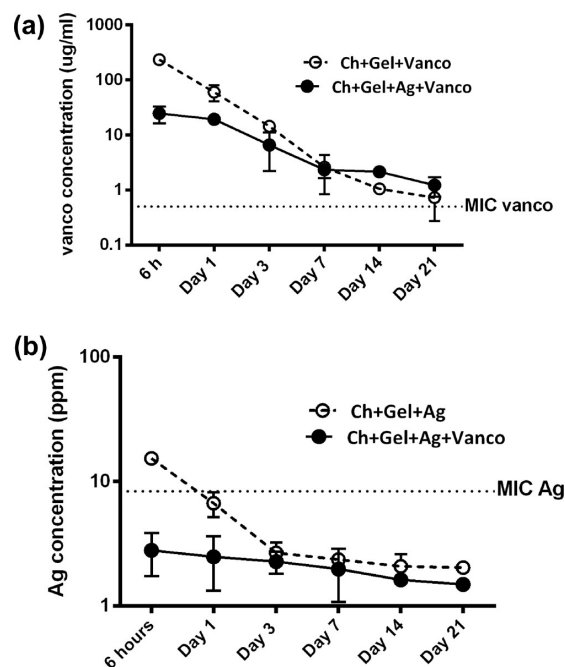 (a)
vanco concentration (ug/ml)
1000
100
10
1
0.1
Ch+Gel+Vanco
Ch+Gel+Ag+Vanco
MIC vanco
6 h
Day 1
Day 3
Day 7
Day 14
Day 21
(b)
Ag concentration (ppm)
100
10
1
Ch+Gel+Ag
Ch+Gel+Ag+Vanco
MIC Ag
6 hours
Day 1
Day 3
Day 7
Day 14
Day 21